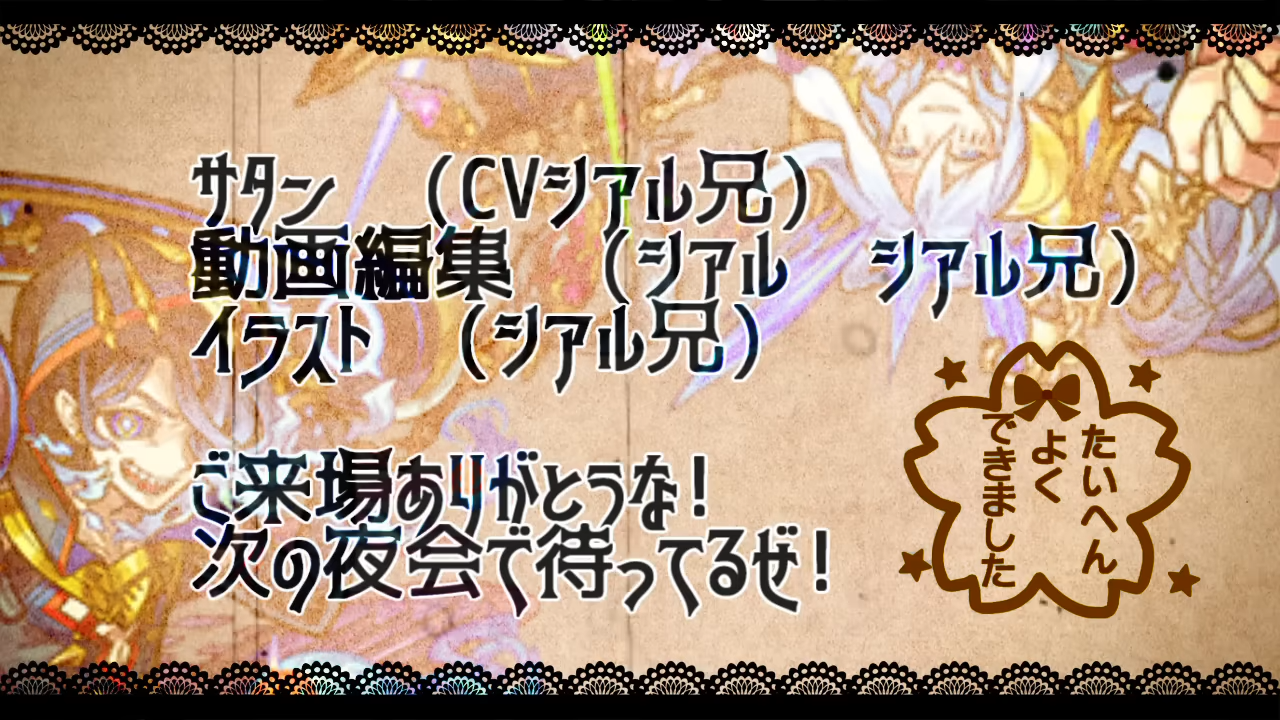 サタン　（CVシアル兄）
動画編集　（シアル　シアル兄）
イラスト　（シアル兄）
ご来場ありがとうな！
次の夜会で待ってるぜ！
たいへん
よく
できました